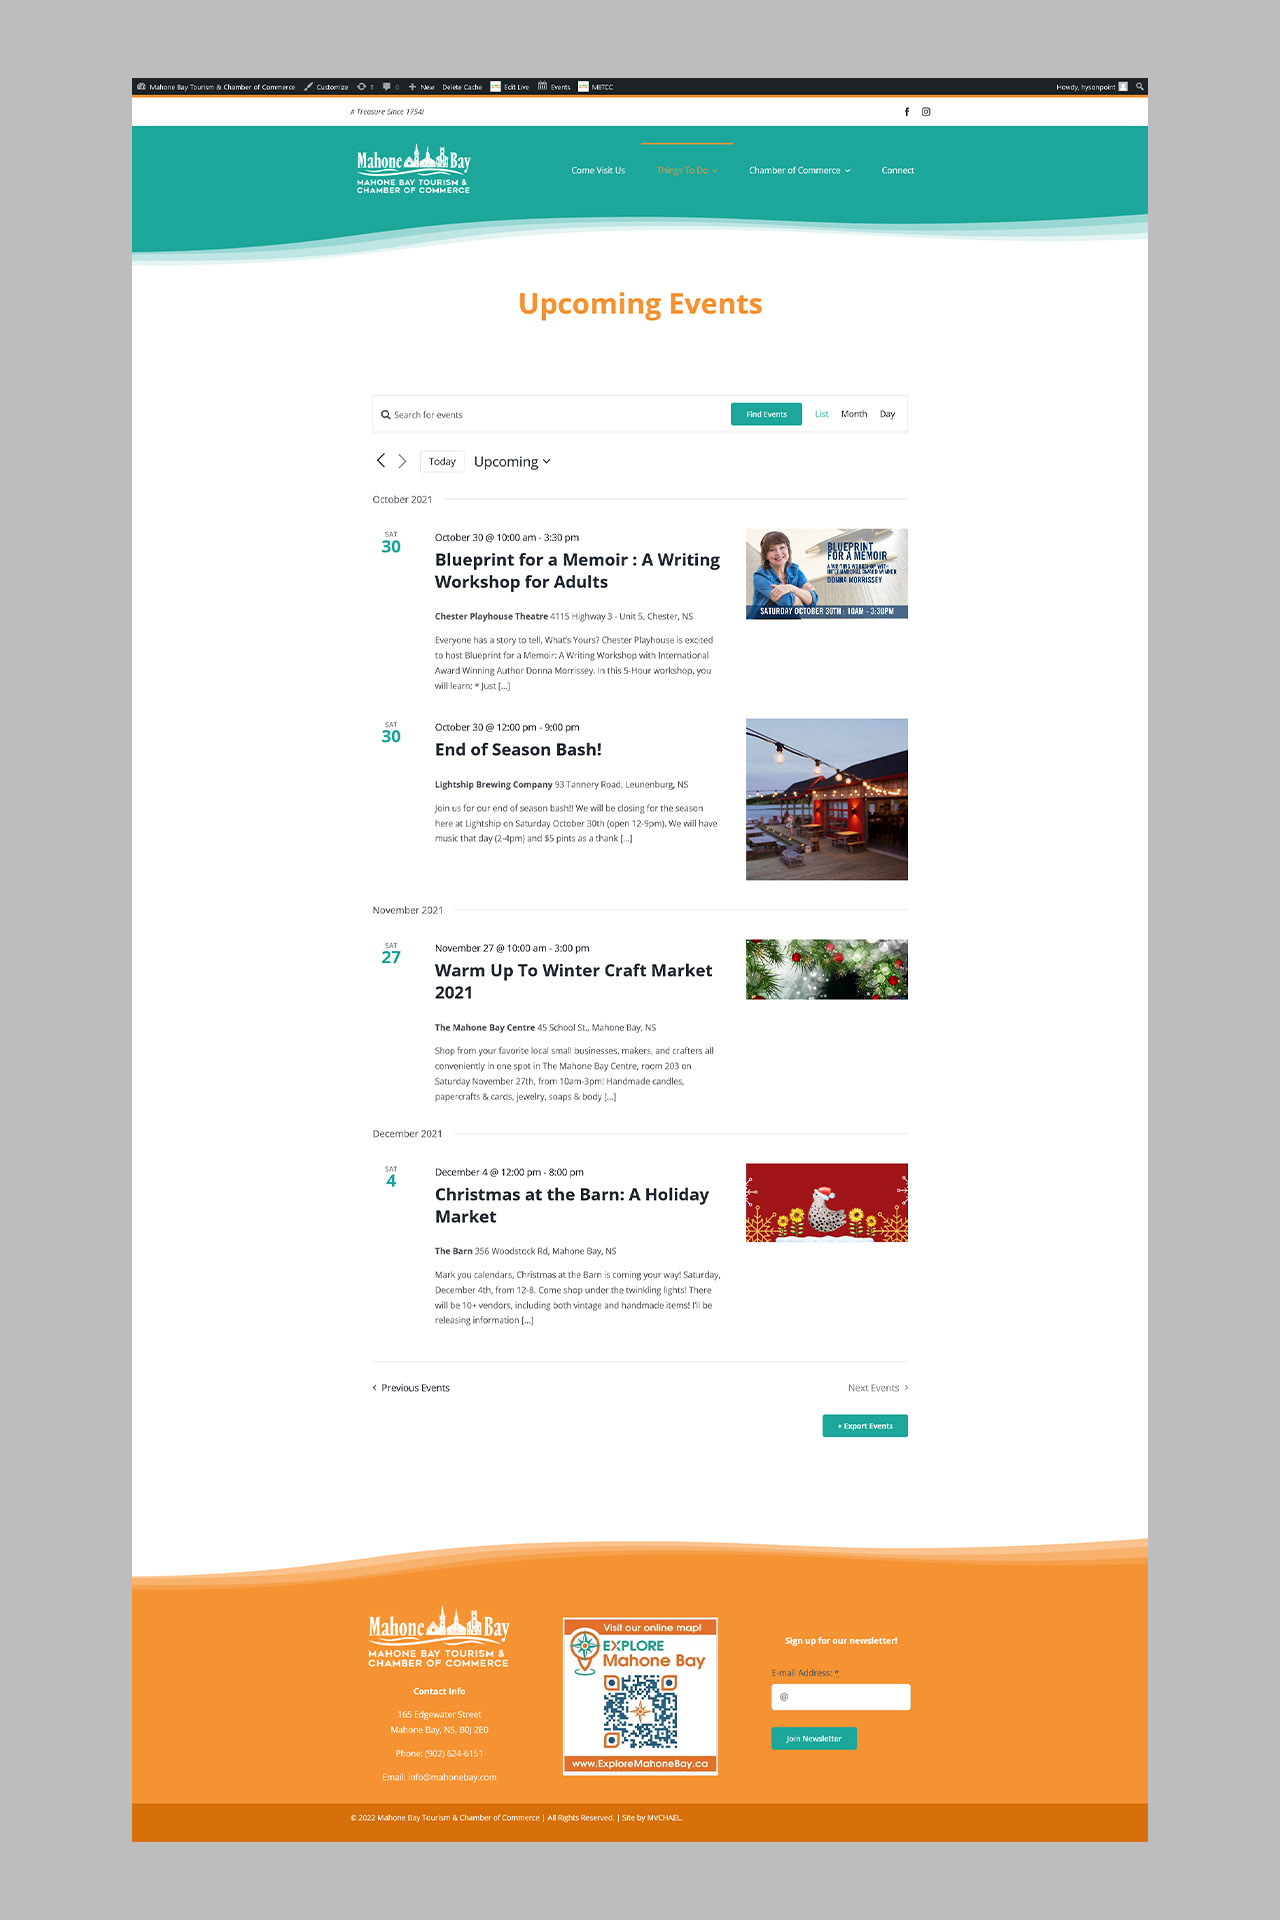 Mahone Bay Tourism & Chamber of Commerce Customize 1 0 New Delete Cache Edit Live Events MBTCC Howdy, hysonpoint
A Treasure Since 1754!
Mahone Bay
MAHONE BAY TOURISM &
CHAMBER OF COMMERCE
Come Visit Us Things To Do Chamber of Commerce Connect
Upcoming Events
Search for events Find Events List Month Day
Today Upcoming
October 2021
SAT
30
October 30 @ 10:00 am - 3:30 pm
Blueprint for a Memoir : A Writing
Workshop for Adults
Chester Playhouse Theatre 4115 Highway 3 - Unit 5, Chester, NS
Everyone has a story to tell, What's Yours? Chester Playhouse is excited
to host Blueprint for a Memoir: A Writing Workshop with International
Award Winning Author Donna Morrissey. In this 5-Hour workshop, you
will learn: * Just [...]
BLUEPRINT
FOR A MEMOIR
A WRITING WORKSHOP WITH
INTERNATIONAL AWARD WINNER
DONNA MORRISSEY
SATURDAY OCTOBER 30TH : 10AM - 3:30PM
SAT
30
October 30 @ 12:00 pm - 9:00 pm
End of Season Bash!
Lightship Brewing Company 93 Tannery Road, Leunenburg, NS
Join us for our end of season bash!! We will be closing for the season
here at Lightship on Saturday October 30th (open 12-9pm). We will have
music that day (2-4pm) and $5 pints as a thank [...]
November 2021
SAT
27
November 27 @ 10:00 am - 3:00 pm
Warm Up To Winter Craft Market
2021
The Mahone Bay Centre 45 School St., Mahone Bay, NS
Shop from your favorite local small businesses, makers, and crafters all
conveniently in one spot in The Mahone Bay Centre, room 203 on
Saturday November 27th, from 10am-3pm! Handmade candles,
papercrafts & cards, jewelry, soaps & body [...]
December 2021
SAT
4
December 4 @ 12:00 pm - 8:00 pm
Christmas at the Barn: A Holiday
Market
The Barn 356 Woodstock Rd, Mahone Bay, NS
Mark you calendars, Christmas at the Barn is coming your way! Saturday,
December 4th, from 12-8. Come shop under the twinkling lights! There
will be 10+ vendors, including both vintage and handmade items! I'll be
releasing information [...]
Previous Events Next Events
+ Export Events
Mahone Bay
MAHONE BAY TOURISM &
CHAMBER OF COMMERCE
Contact Info
165 Edgewater Street
Mahone Bay, NS, B0J 2E0
Phone: (902) 624-6151
Email: info@mahonebay.com
Visit our online map!
EXPLORE
Mahone Bay
www.ExploreMahoneBay.ca
Sign up for our newsletter!
E-mail Address: *
@
Join Newsletter
© 2022 Mahone Bay Tourism & Chamber of Commerce | All Rights Reserved. | Site by MVCHAEL.